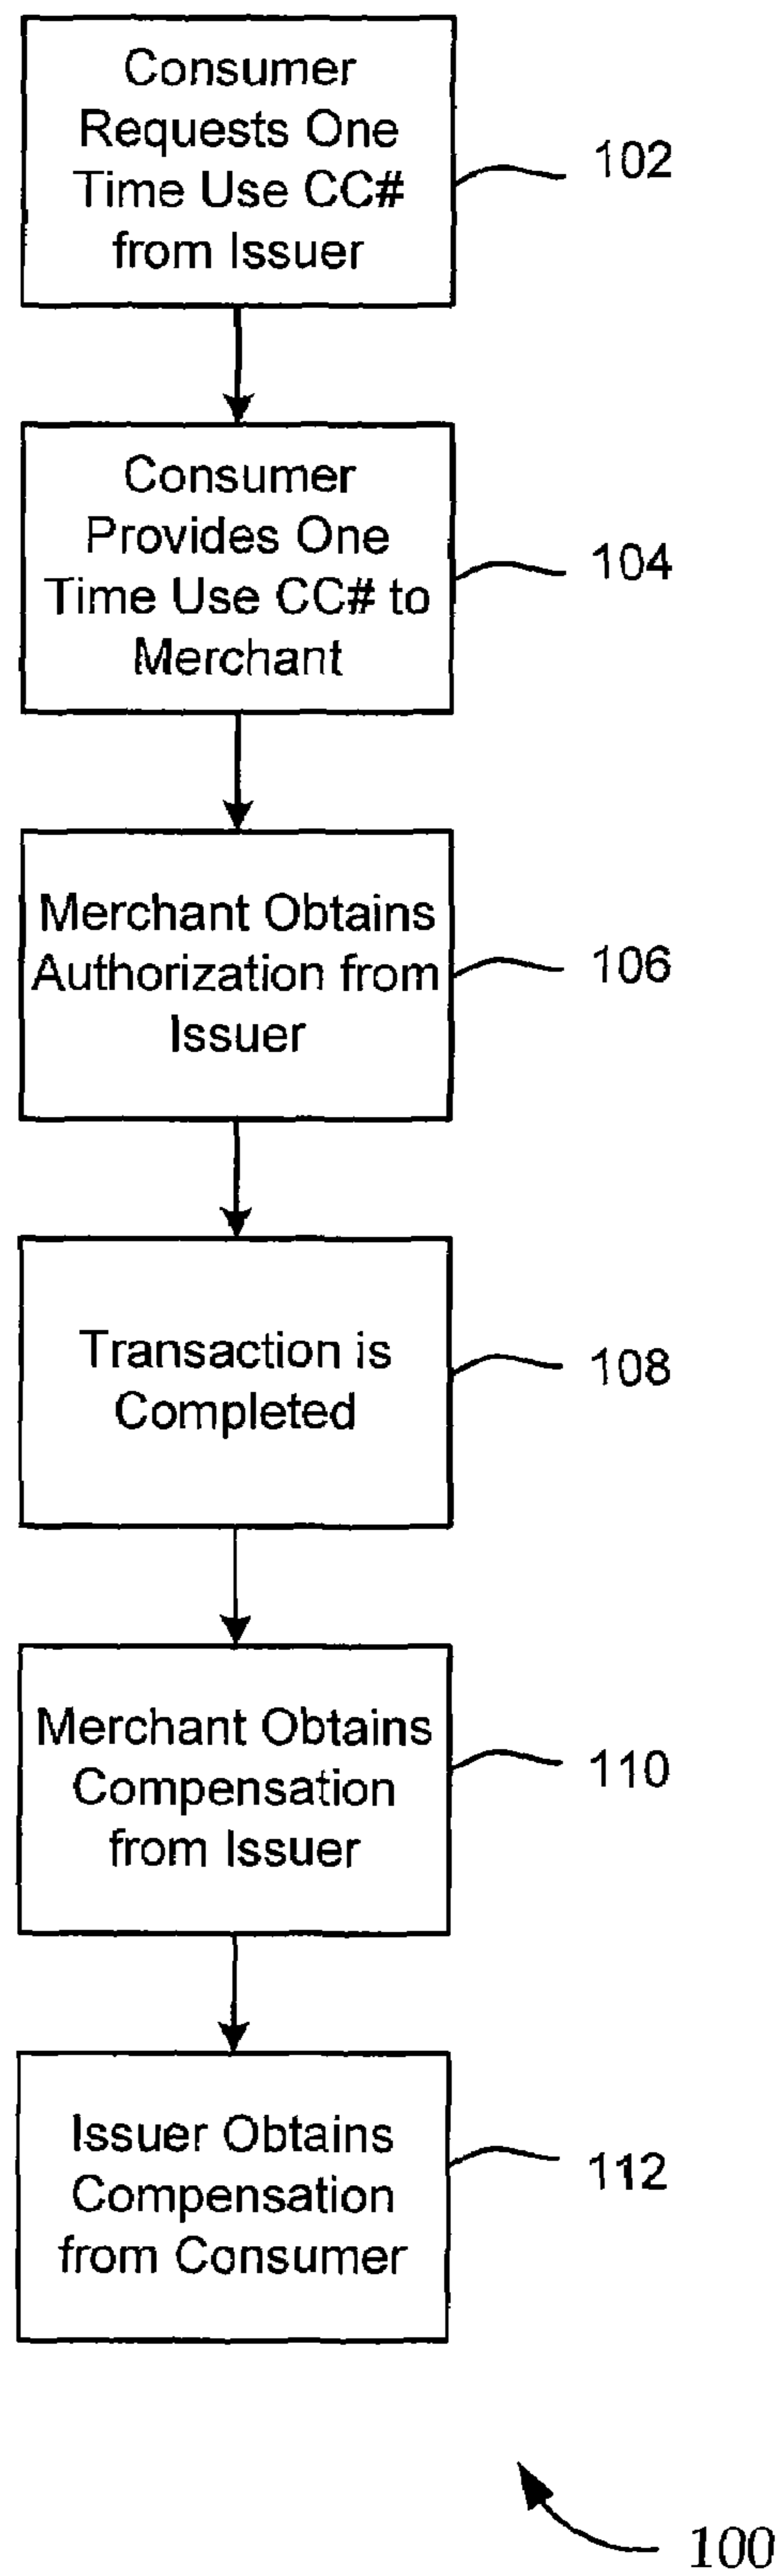 Consumer
Requests One
Time Use CC#
from Issuer
102
Consumer
Provides One
Time Use CC# to
Merchant
104
Merchant Obtains
Authorization from
Issuer
106
Transaction is
Completed
108
Merchant Obtains
Compensation
from Issuer
110
Issuer Obtains
Compensation
from Consumer
112
100